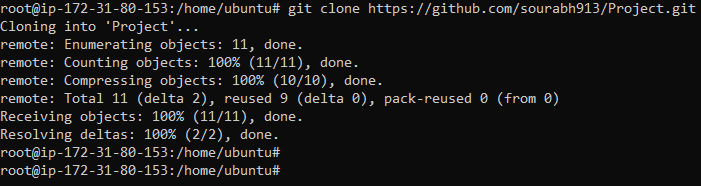 root@ip-172-31-80-153:/home/ubuntu# git clone https://github.com/sourabh913/Project.git
Cloning into 'Project'...
remote: Enumerating objects: 11, done.
remote: Counting objects: 100% (11/11), done.
remote: Compressing objects: 100% (10/10), done.
remote: Total 11 (delta 2), reused 9 (delta 0), pack-reused 0 (from 0)
Receiving objects: 100% (11/11), done.
Resolving deltas: 100% (2/2), done.
root@ip-172-31-80-153:/home/ubuntu#
root@ip-172-31-80-153:/home/ubuntu#